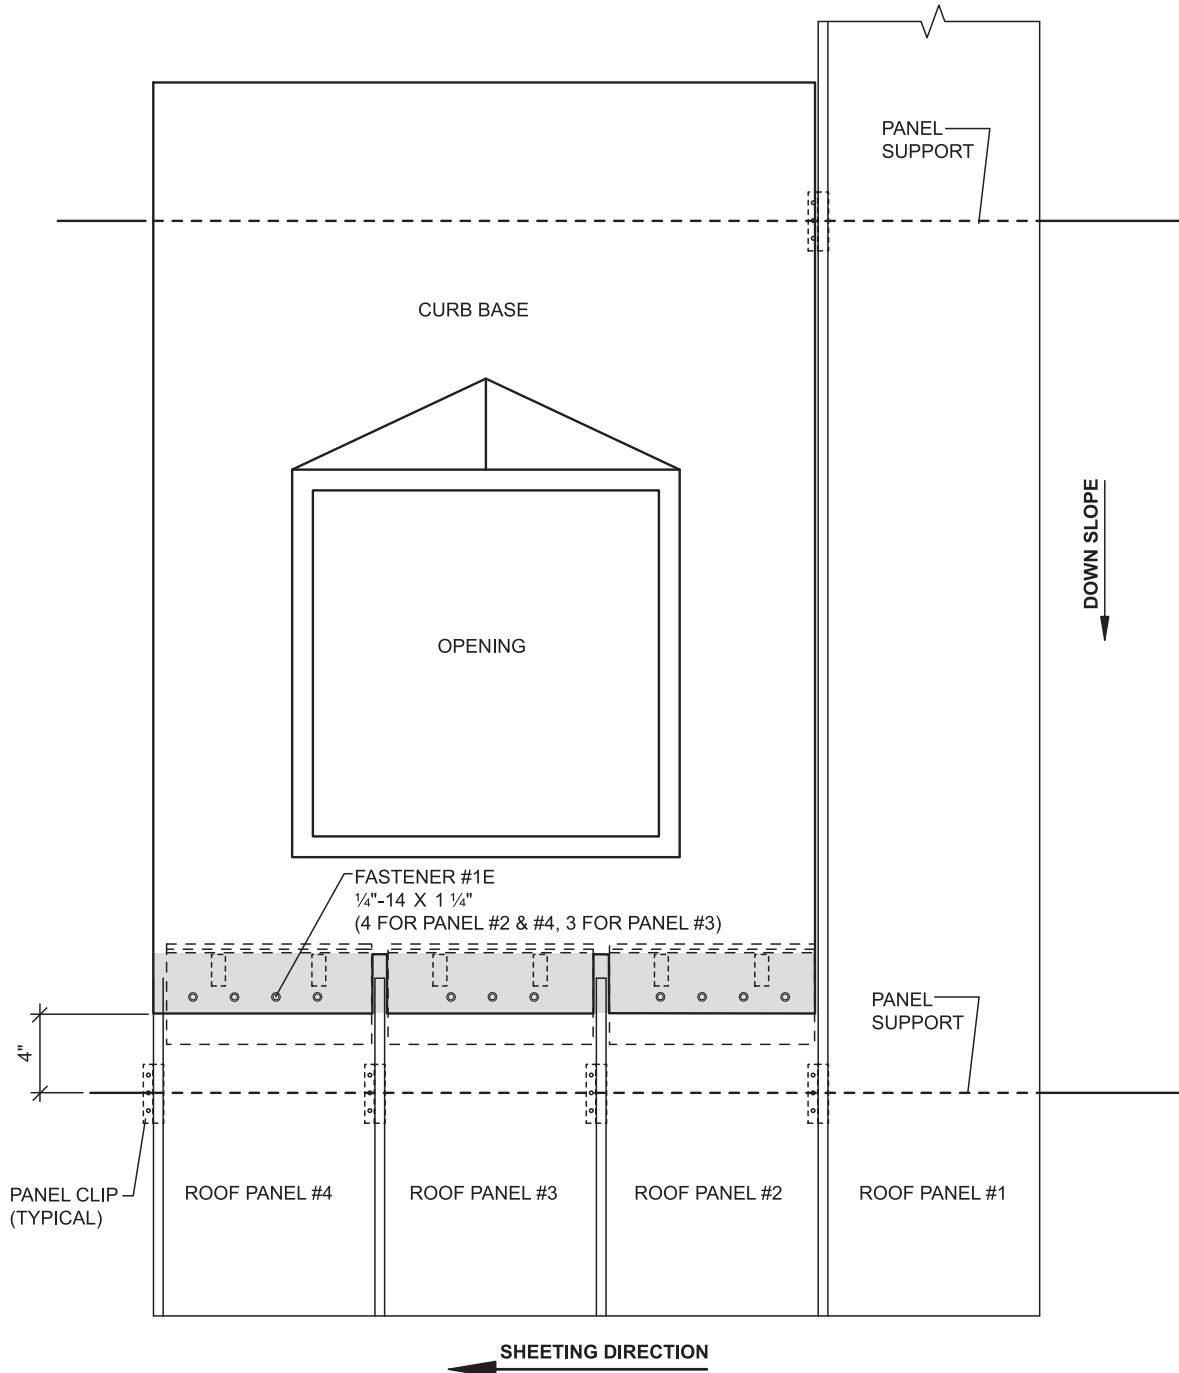 PANEL
SUPPORT
CURB BASE
OPENING
DOWN SLOPE
FASTENER #1E
¼"-14 X 1 ¼"
(4 FOR PANEL #2 & #4, 3 FOR PANEL #3)
PANEL
SUPPORT
4"
PANEL CLIP
(TYPICAL)
ROOF PANEL #4
ROOF PANEL #3
ROOF PANEL #2
ROOF PANEL #1
SHEETING DIRECTION